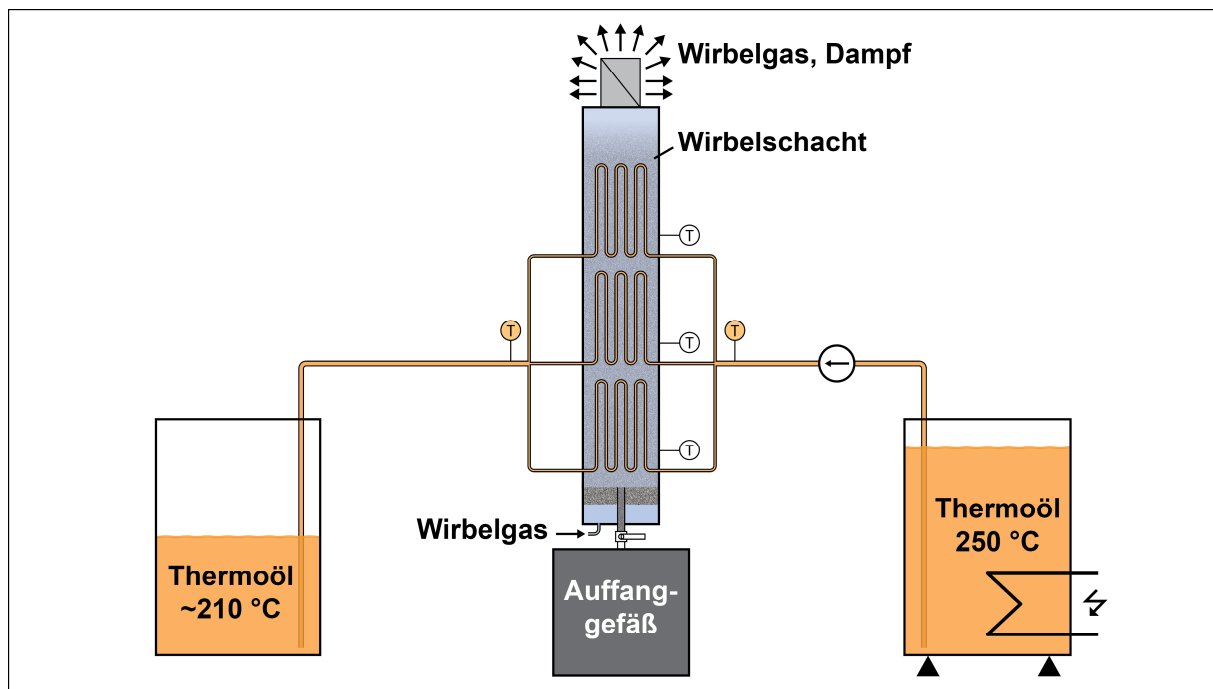 Wirbelgas, Dampf
Wirbelschacht
T
T
T
T
T
Wirbelgas
Thermoöl
~210 °C
Auffang-
gefäß
Thermoöl
250 °C